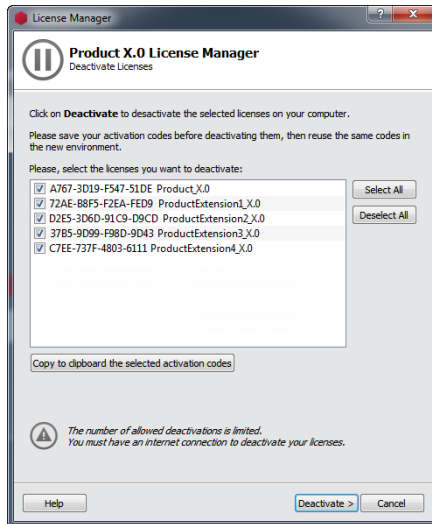 License Manager
Product X.0 License Manager
Deactivate Licenses
Click on Deactivate to desactivate the selected licenses on your computer.
Please save your activation codes before deactivating them, then reuse the same codes in
the new environment.
Please, select the licenses you want to deactivate:
A767-3D19-F547-51DE Product_X.0
72AE-B8F5-F2EA-FED9 ProductExtension1_X.0
D2E5-3D6D-91C9-D9CD ProductExtension2_X.0
37B5-9D99-F98D-9D43 ProductExtension3_X.0
C7EE-737F-4803-6111 ProductExtension4_X.0
Select All
Deselect All
Copy to clipboard the selected activation codes
The number of allowed deactivations is limited.
You must have an internet connection to deactivate your licenses.
Help
Deactivate >
Cancel